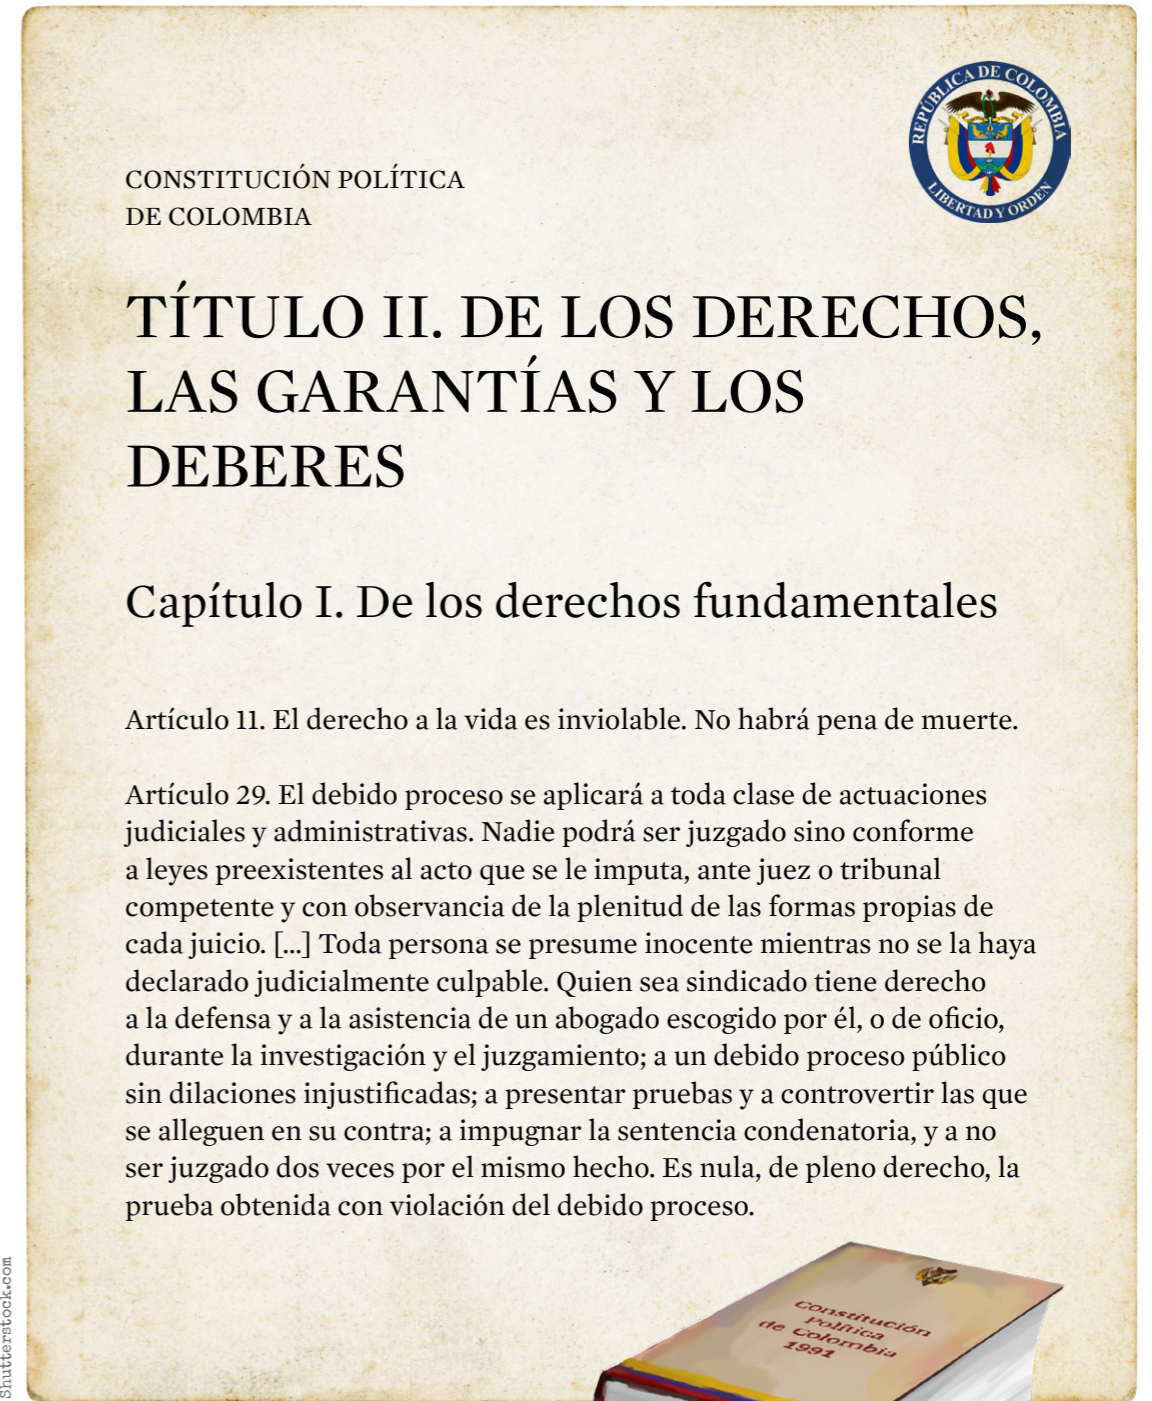 REPÚBLICA DE COLOMBIA
LIBERTAD Y ORDEN
CONSTITUCIÓN POLÍTICA
DE COLOMBIA
TÍTULO II. DE LOS DERECHOS,
LAS GARANTÍAS Y LOS
DEBERES
Capítulo I. De los derechos fundamentales
Artículo 11. El derecho a la vida es inviolable. No habrá pena de muerte.
Artículo 29. El debido proceso se aplicará a toda clase de actuaciones
judiciales y administrativas. Nadie podrá ser juzgado sino conforme
a leyes preexistentes al acto que se le imputa, ante juez o tribunal
competente y con observancia de la plenitud de las formas propias de
cada juicio. [...] Toda persona se presume inocente mientras no se la haya
declarado judicialmente culpable. Quien sea sindicado tiene derecho
a la defensa y a la asistencia de un abogado escogido por él, o de oficio,
durante la investigación y el juzgamiento; a un debido proceso público
sin dilaciones injustificadas; a presentar pruebas y a controvertir las que
se alleguen en su contra; a impugnar la sentencia condenatoria, y a no
ser juzgado dos veces por el mismo hecho. Es nula, de pleno derecho, la
prueba obtenida con violación del debido proceso.
Constitución
Política
de Colombia
1991
Shutterstock.com